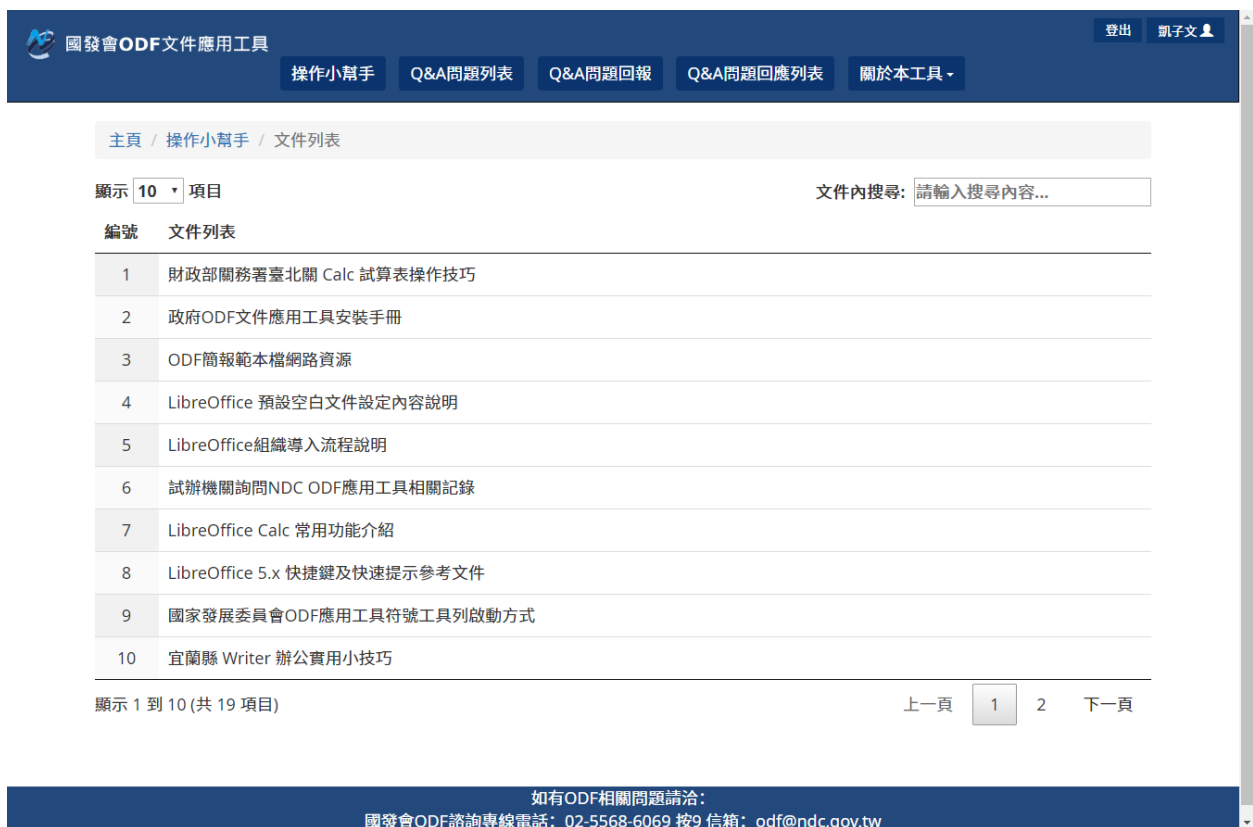 登出 凱子文
國發會ODF文件應用工具
操作小幫手 Q&A問題列表 Q&A問題回報 Q&A問題回應列表 關於本工具
主頁 / 操作小幫手 / 文件列表
顯示 10 項目 文件內搜尋: 請輸入搜尋內容...
編號 文件列表
1 財政部關務署臺北關 Calc 試算表操作技巧
2 政府ODF文件應用工具安裝手冊
3 ODF簡報範本檔網路資源
4 LibreOffice 預設空白文件設定內容說明
5 LibreOffice組織導入流程說明
6 試辦機關詢問NDC ODF應用工具相關記錄
7 LibreOffice Calc 常用功能介紹
8 LibreOffice 5.x 快捷鍵及快速提示參考文件
9 國家發展委員會ODF應用工具符號工具列啟動方式
10 宜蘭縣 Writer 辦公實用小技巧
顯示 1 到 10 (共 19 項目) 上一頁 1 2 下一頁
如有ODF相關問題請洽：
國發會ODF諮詢專線電話：02-5568-6069 按9 信箱：odf@ndc.gov.tw